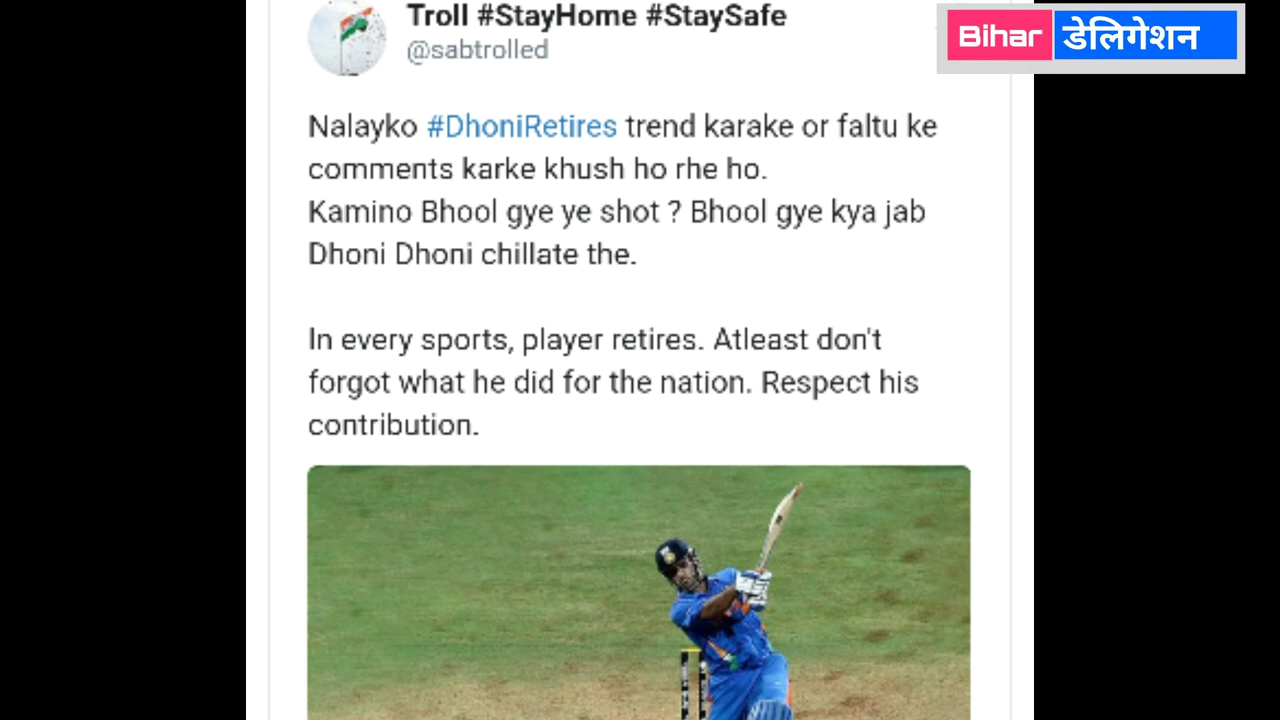 Troll #StayHome #StaySafe
@sabtrolled
Bihar डेलिगेशन
Nalayko #DhoniRetires trend karake or faltu ke
comments karke khush ho rhe ho.
Kamino Bhool gye ye shot ? Bhool gye kya jab
Dhoni Dhoni chillate the.
In every sports, player retires. Atleast don't
forgot what he did for the nation. Respect his
contribution.